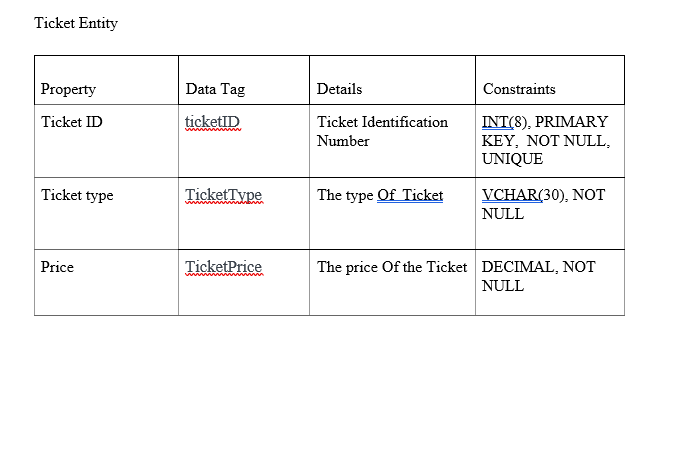 Ticket Entity
Property Data Tag Details Constraints
Ticket ID ticketID Ticket Identification Number INT(8), PRIMARY KEY, NOT NULL, UNIQUE
Ticket type TicketType The type Of Ticket VCHAR(30), NOT NULL
Price TicketPrice The price Of the Ticket DECIMAL, NOT NULL